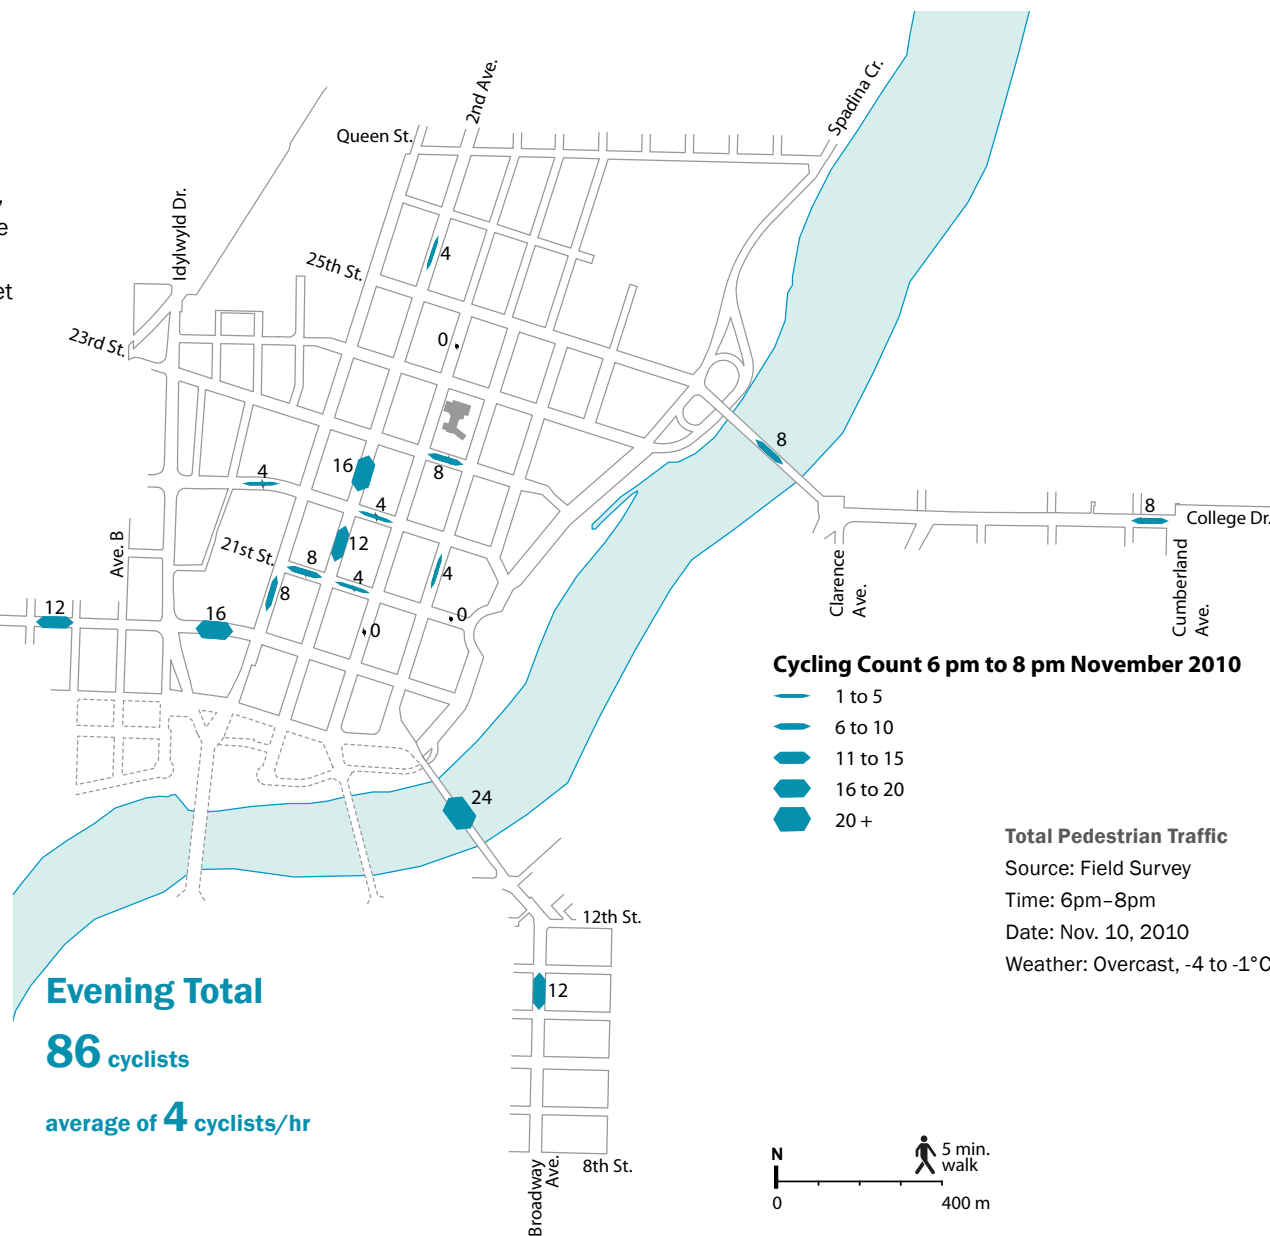 ,
e
et
2nd Ave.
Spadina Cr.
Queen St.
Idylwyld Dr.
4
25th St.
0
23rd St.
8
16
8
4
4
8
College Dr.
12
21st St.
8
Ave. B
4
4
8
Clarence
Ave.
Cumberland
Ave.
12
16
0
0
Cycling Count 6 pm to 8 pm November 2010
1 to 5
6 to 10
11 to 15
16 to 20
20 +
24
Total Pedestrian Traffic
Source: Field Survey
Time: 6pm–8pm
Date: Nov. 10, 2010
Weather: Overcast, -4 to -1°C
12th St.
12
Evening Total
86 cyclists
average of 4 cyclists/hr
8th St.
Broadway
Ave.
N
5 min.
walk
0
400 m